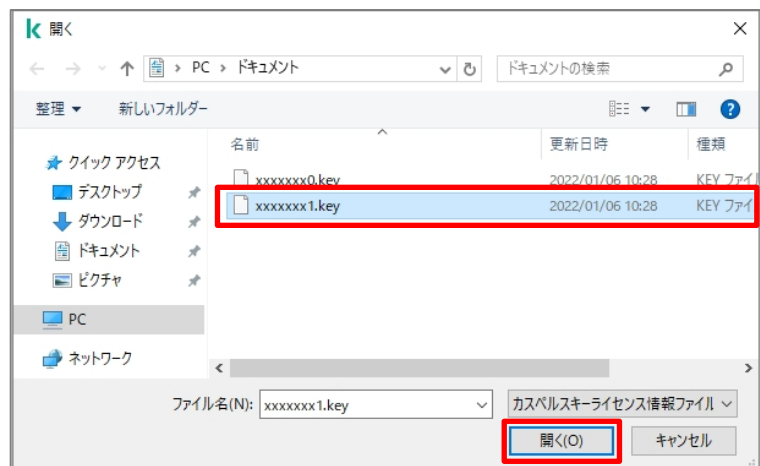 開く
PC > ドキュメント
ドキュメントの検索
整理
新しいフォルダー
名前
更新日時
種類
クイック アクセス
デスクトップ
ダウンロード
ドキュメント
ピクチャ
PC
ネットワーク
xxxxxxx0.key 2022/01/06 10:28 KEY ファイ
xxxxxxx1.key 2022/01/06 10:28 KEY ファイ
ファイル名(N): xxxxxxx1.key
カスペルスキーライセンス情報ファイル
開く(O)
キャンセル